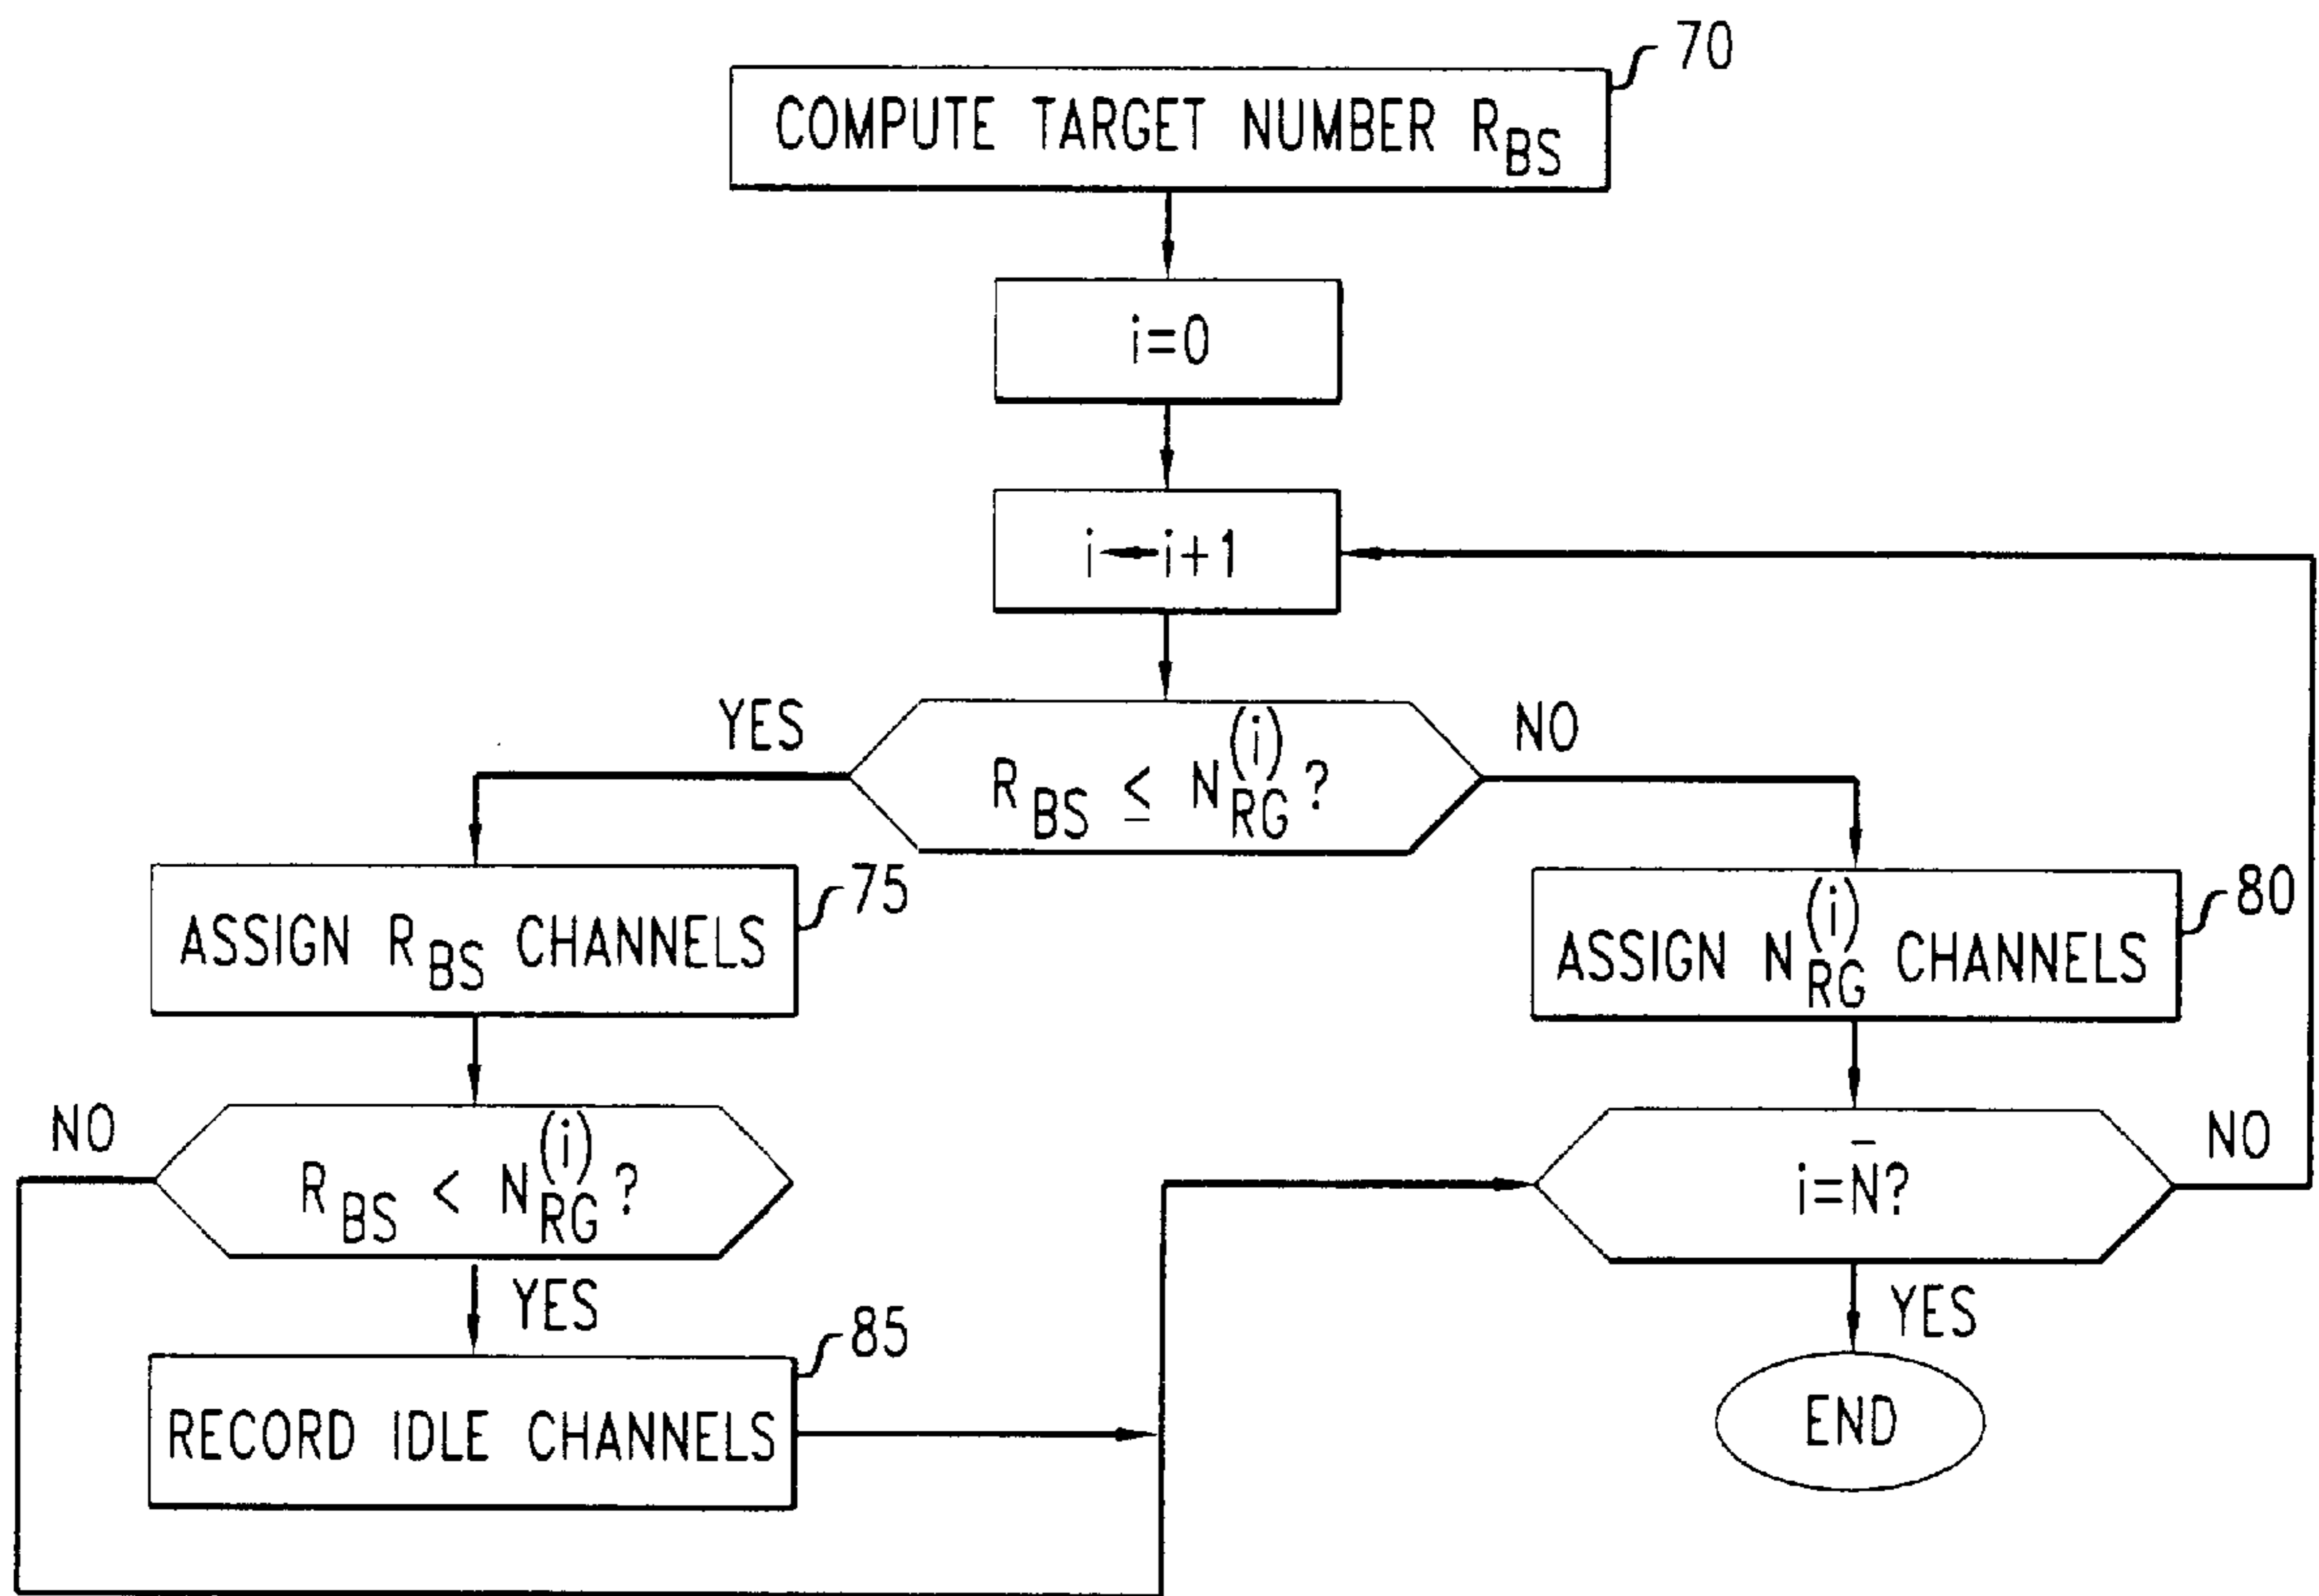 70
COMPUTE TARGET NUMBER R_BS
i=0
i←i+1
YES
R_BS ≤ N_RG^(i) ?
NO
75
ASSIGN R_BS CHANNELS
80
ASSIGN N_RG^(i) CHANNELS
NO
R_BS < N_RG^(i) ?
i=N̄?
NO
YES
YES
85
RECORD IDLE CHANNELS
END